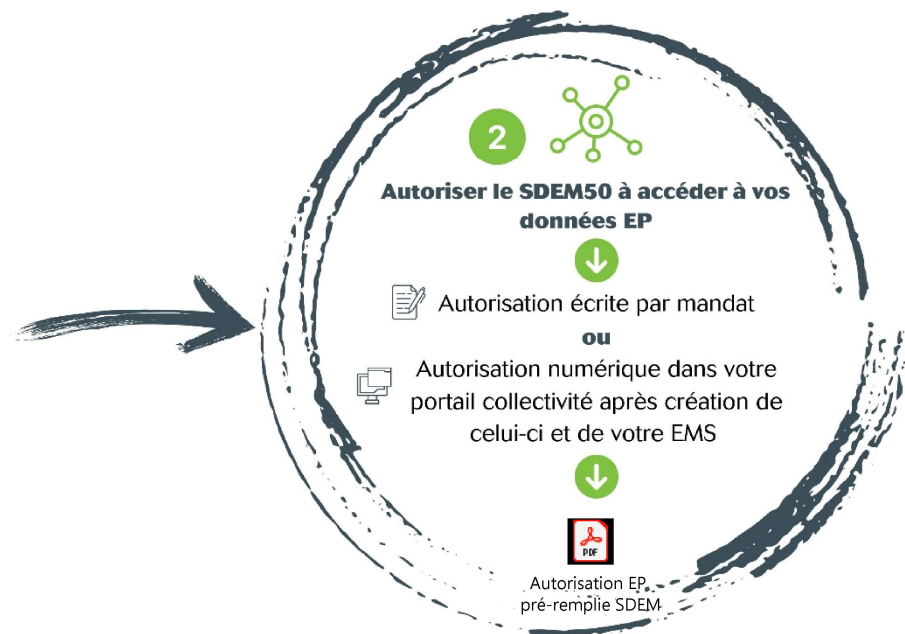 2
Autoriser le SDEM50 à accéder à vos
données EP
Autorisation écrite par mandat
ou
Autorisation numérique dans votre
portail collectivité après création de
celui-ci et de votre EMS
PDF
Autorisation EP
pré-remplie SDEM